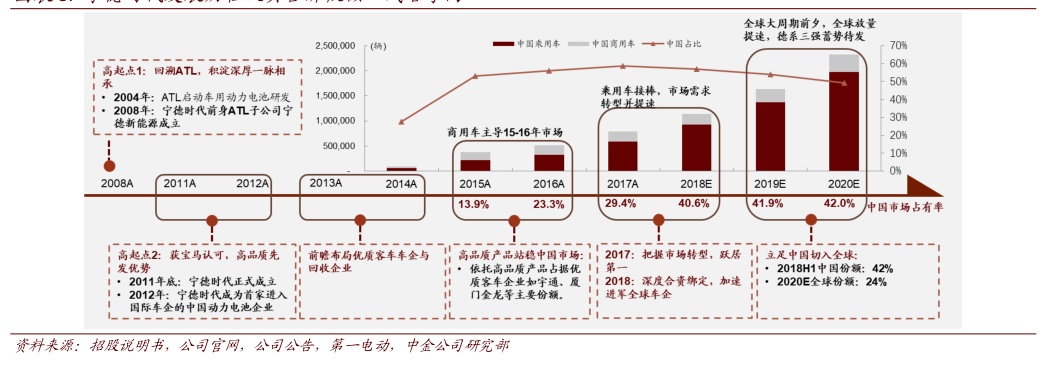 全球大周期前夕，全球放量
提速，德系三强蓄势待发
2,500,000
(辆)
中国乘用车
中国商用车
中国占比
70%
2,000,000
60%
1,500,000
50%
1,000,000
40%
500,000
30%
-
20%
10%
0%
高起点1：回溯ATL，积淀深厚一脉相
承
• 2004年：ATL启动车用动力电池研发
• 2008年：宁德时代前身ATL子公司宁
德新能源成立
乘用车接棒，市场需求
转型并提速
商用车主导15-16年市场
2008A
2011A
2012A
2013A
2014A
2015A
2016A
2017A
2018E
2019E
2020E
13.9%
23.3%
29.4%
40.6%
41.9%
42.0%
中国市场占有率
高起点2：获宝马认可，高品质先
发优势
• 2011年底：宁德时代正式成立
• 2012年：宁德时代成为首家进入
国际车企的中国动力电池企业
前瞻布局优质客车车企与
回收企业
高品质产品站稳中国市场：
• 依托高品质产品占据优
质客车企业如宇通、厦
门金龙等主要份额。
2017：把握市场转型，跃居
第一
2018：深度合资绑定，加速
进军全球车企
立足中国切入全球：
• 2018H1中国份额：42%
• 2020E全球份额：24%
资料来源：招股说明书，公司官网，公司公告，第一电动，中金公司研究部